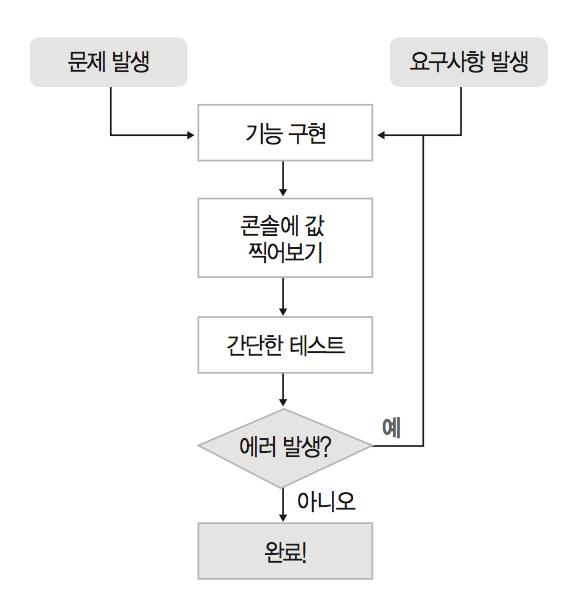 문제 발생
요구사항 발생
기능 구현
콘솔에 값
찍어보기
간단한 테스트
에러 발생?
예
아니오
완료!